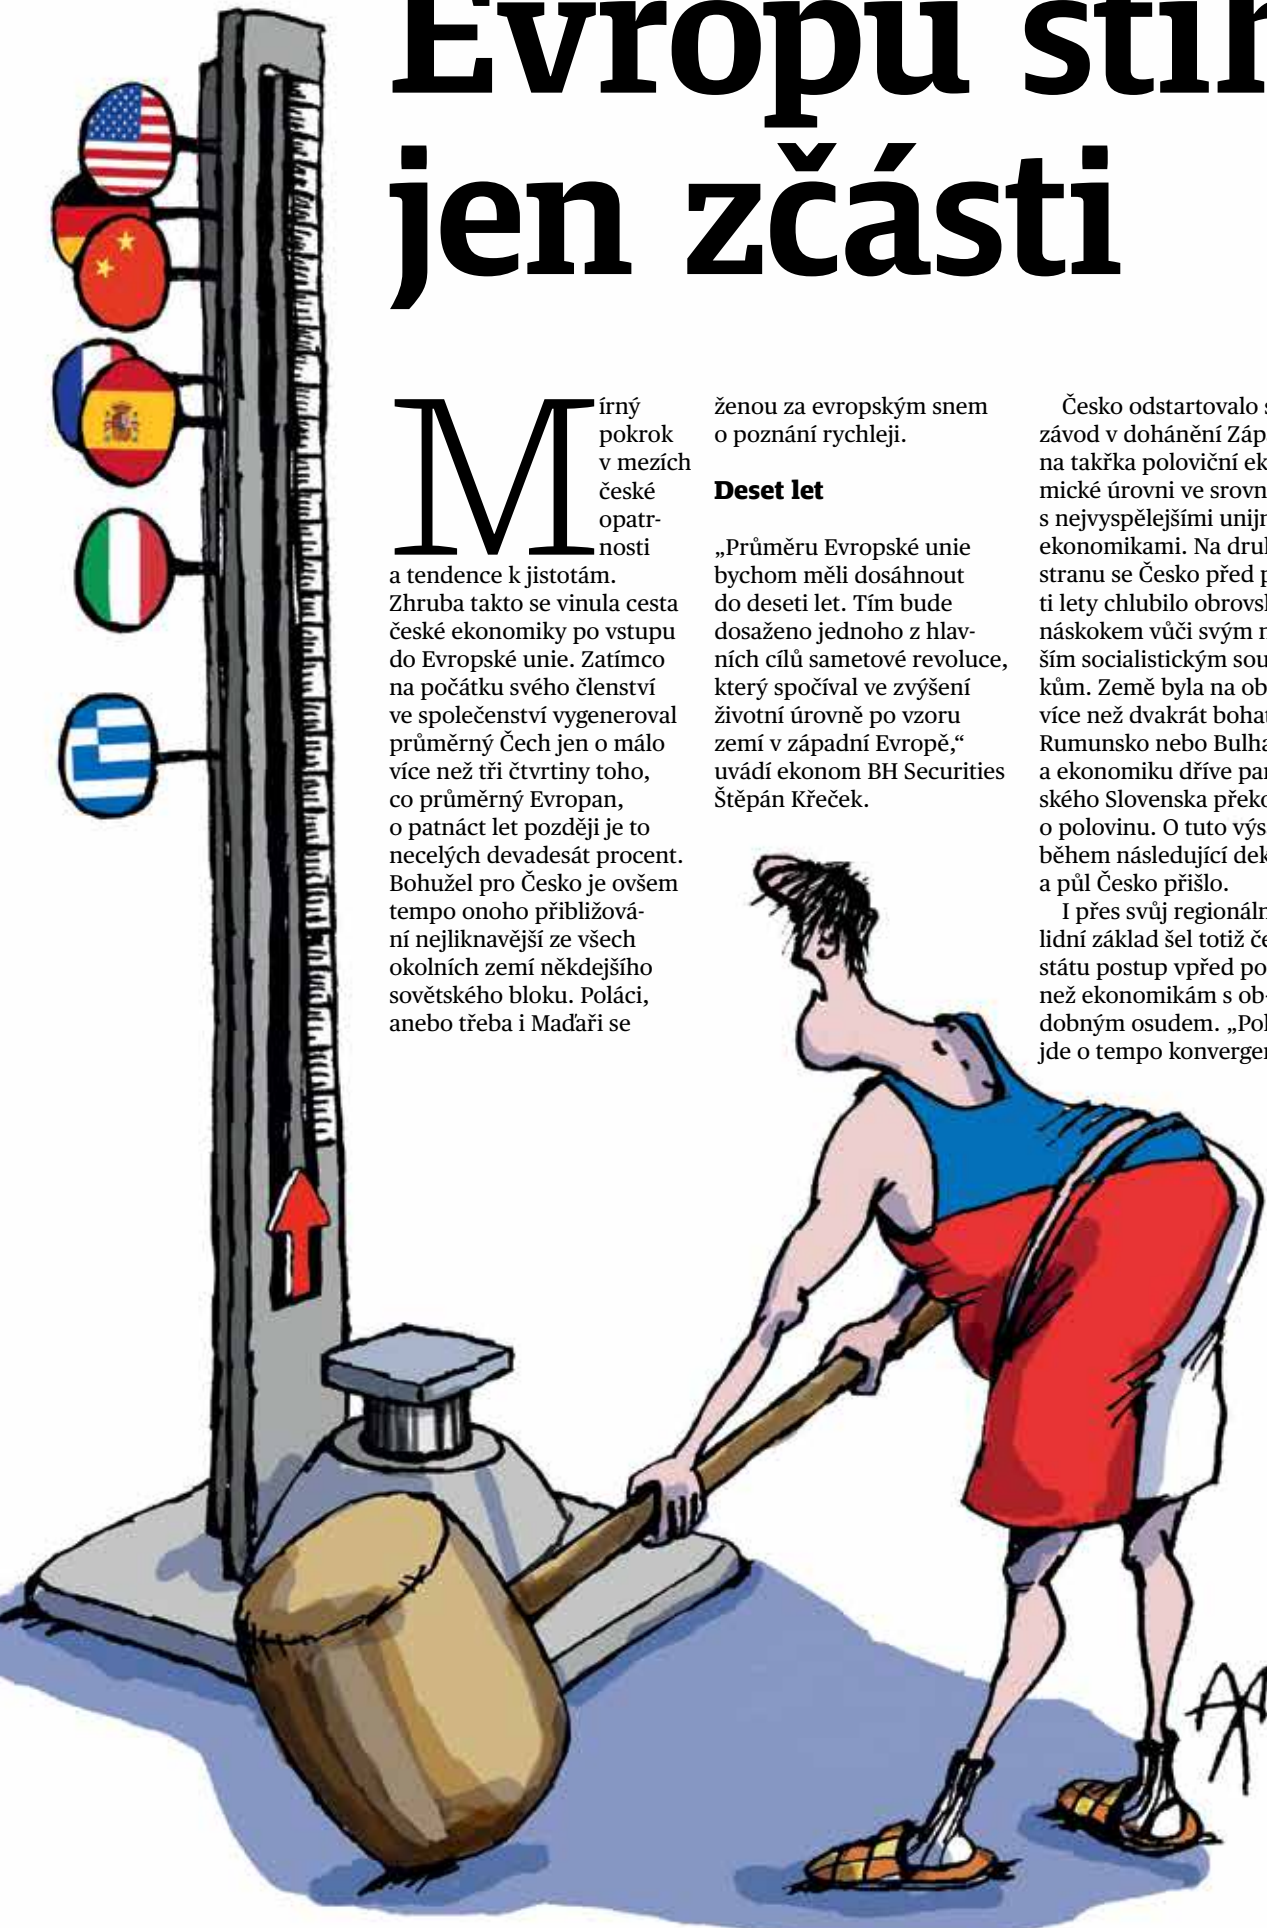 Evropu
jen zčásti
Mírný
pokrok
v mezích
české
opatr-
nosti
a tendence k jistotám.
Zhruba takto se vinula cesta
české ekonomiky po vstupu
do Evropské unie. Zatímco
na počátku svého členství
ve společenství vygeneroval
průměrný Čech jen o málo
více než tři čtvrtiny toho,
co průměrný Evropan,
o patnáct let později je to
necelých devadesát procent.
Bohužel pro Česko je ovšem
tempo onoho přibližová-
ní nejliknavější ze všech
okolních zemí někdejšího
sovětského bloku. Poláci,
anebo třeba i Maďaři se
ženou za evropským snem
o poznání rychleji.
Deset let
„Průměru Evropské unie
bychom měli dosáhnout
do deseti let. Tím bude
dosaženo jednoho z hlav-
ních cílů sametové revoluce,
který spočíval ve zvýšení
životní úrovně po vzoru
zemí v západní Evropě,“
uvádí ekonom BH Securities
Štěpán Křeček.
Česko odstartovalo s
závod v dohánění Záp
na takřka poloviční ek
mické úrovni ve srovn
s nejvyspělejšími unijn
ekonomikami. Na dru
stranu se Česko před p
ti lety chlubilo obrovsk
náskokem vůči svým n
ším socialistickým sou
kům. Země byla na ob
více než dvakrát bohat
Rumunsko nebo Bulha
a ekonomiku dříve par
ského Slovenska překo
o polovinu. O tuto výs
během následující dek
a půl Česko přišlo.
I přes svůj regionáln
lidní základ šel totiž če
státu postup vpřed po
než ekonomikám s ob-
dobným osudem. „Pok
jde o tempo konverger